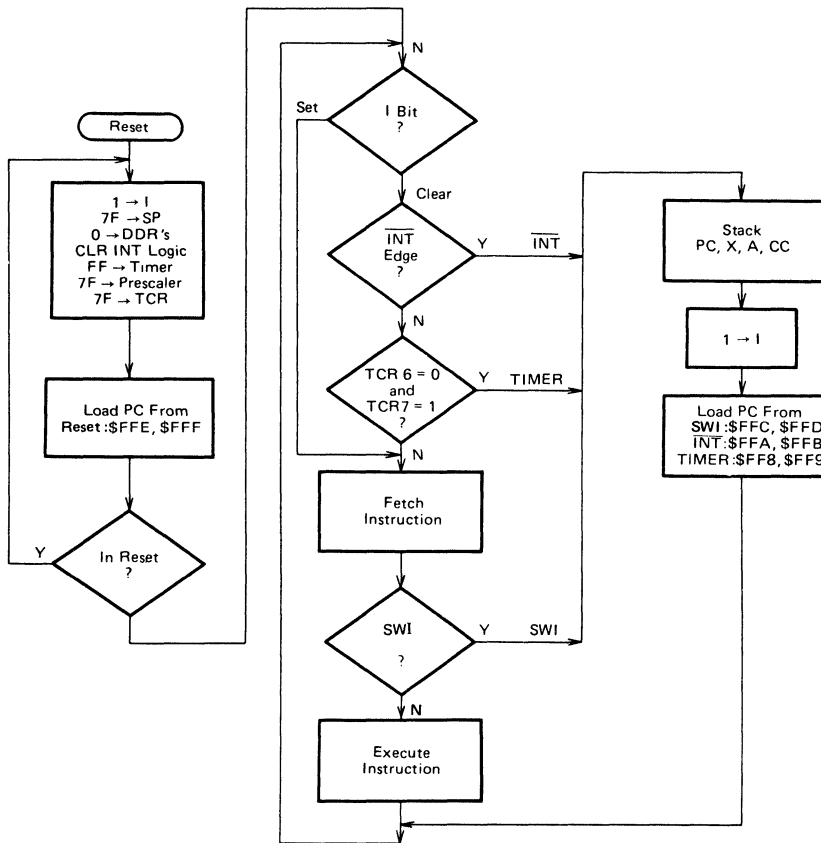 Reset
1 → I
7F → SP
0 → DDR's
CLR INT Logic
FF → Timer
7F → Prescaler
7F → TCR
Load PC From
Reset :$FFE, $FFF
In Reset
?
Y
N
I Bit
?
Set
Clear
INT
Edge
?
Y
INT
N
TCR 6 = 0
and
TCR7 = 1
?
Y
TIMER
N
Fetch
Instruction
SWI
?
Y
SWI
N
Execute
Instruction
Stack
PC, X, A, CC
1 → I
Load PC From
SWI :$FFC, $FFD
INT:$FFA, $FFB
TIMER:$FF8, $FF9